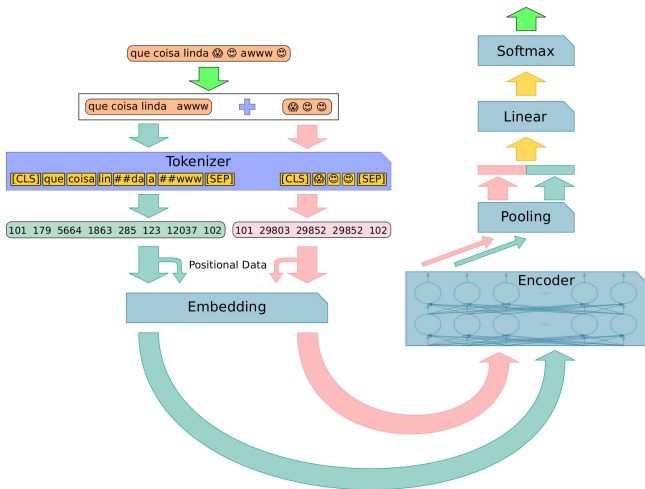 que coisa linda 😱 😍 awww 😍
que coisa linda awww
😱 😍 😍
Tokenizer
[CLS] que coisa lin ##da a ##www [SEP]
[CLS] 😱 😍 😍 [SEP]
101 179 5664 1863 285 123 12037 102
101 29803 29852 29852 102
Positional Data
Embedding
Encoder
...
...
Pooling
Linear
Softmax